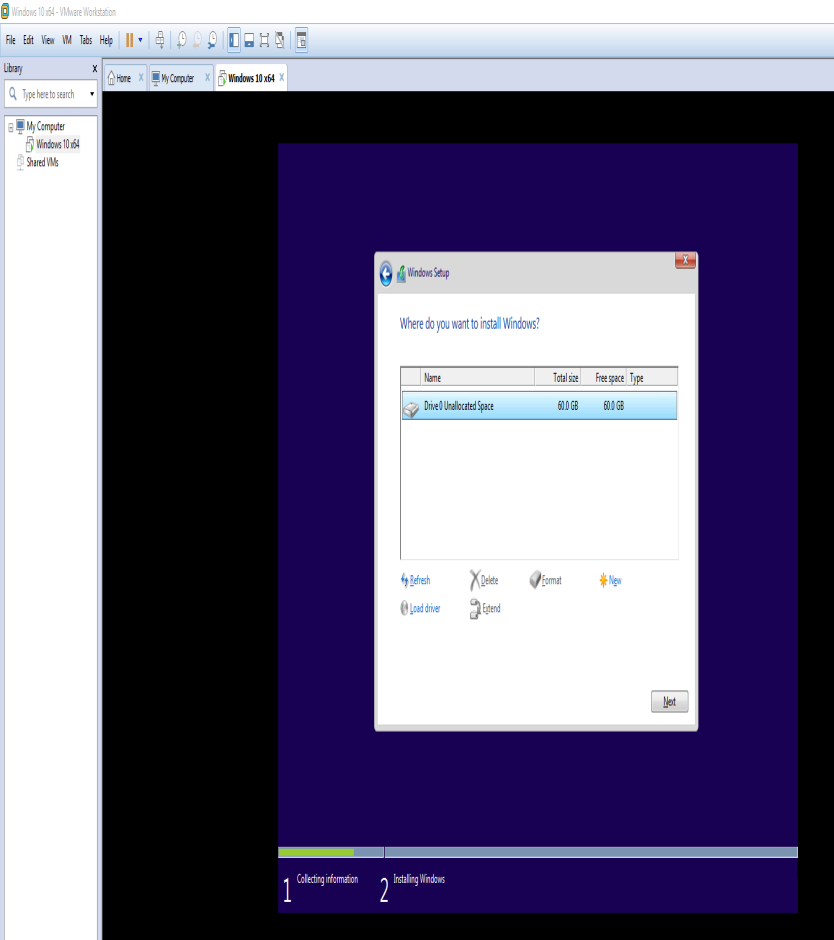 Windows 10 x64 - VMware Workstation
File Edit View VM Tabs Help
Library x
Home x My Computer x Windows 10 x64 x
Type here to search
My Computer
Windows 10 x64
Shared VMs
Windows Setup
x
Where do you want to install Windows?
Name Total size Free space Type
Drive 0 Unallocated Space 60.0 GB 60.0 GB
Refresh Delete Format New
Load driver Extend
Next
1 Collecting information 2 Installing Windows